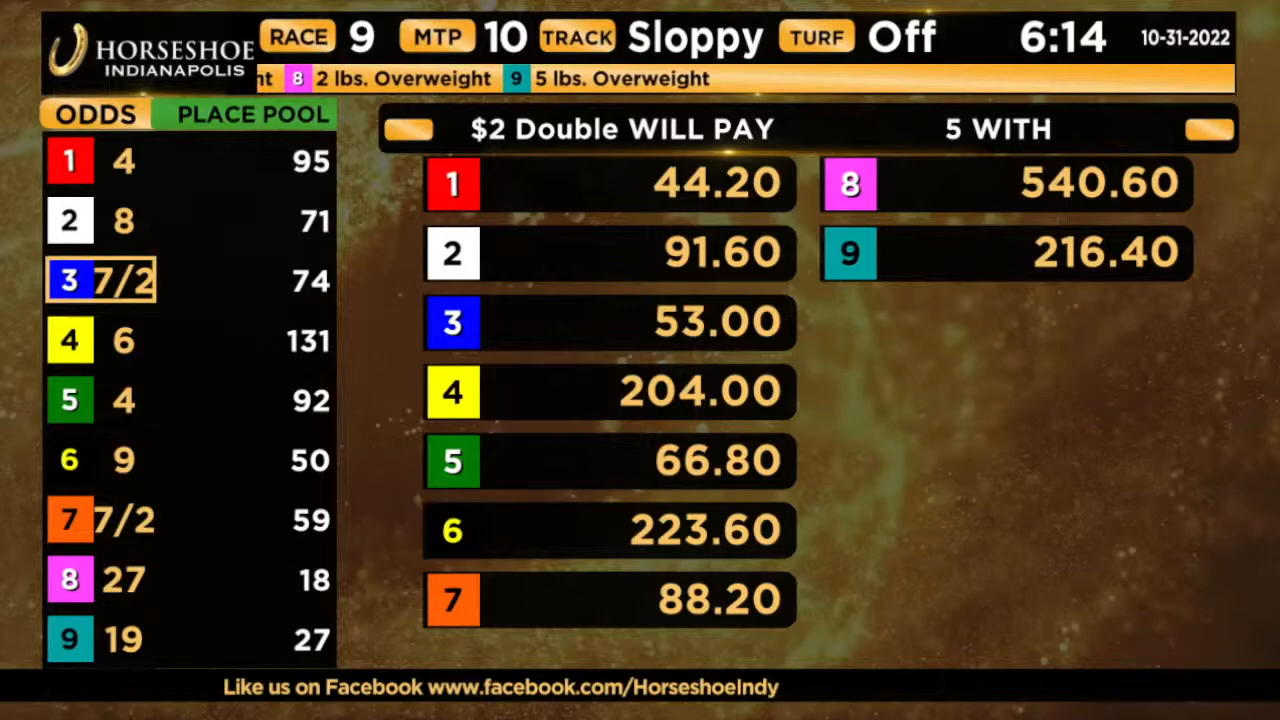 HORSESHOE
INDIANAPOLIS
RACE 9 MTP 10 TRACK Sloppy TURF Off 6:14 10-31-2022
nt 8 2 lbs. Overweight 9 5 lbs. Overweight
ODDS PLACE POOL
1 4 95
2 8 71
3 7/2 74
4 6 131
5 4 92
6 9 50
7 7/2 59
8 27 18
9 19 27
$2 Double WILL PAY 5 WITH
1 44.20
2 91.60
3 53.00
4 204.00
5 66.80
6 223.60
7 88.20
8 540.60
9 216.40
Like us on Facebook www.facebook.com/HorseshoeIndy